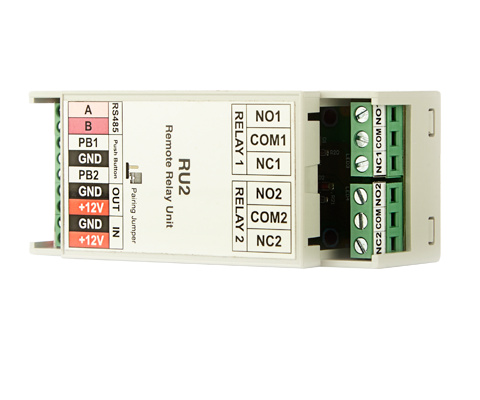 A
B
RS485
PB1
GND
PB2
Push Button
GND
+12V
OUT
GND
+12V
IN
Pairing Jumper
RU2
Remote Relay Unit
RELAY 1
NO1
COM1
NC1
RELAY 2
NO2
COM2
NC2
NC1 COM NO1
NC2 COM NO2